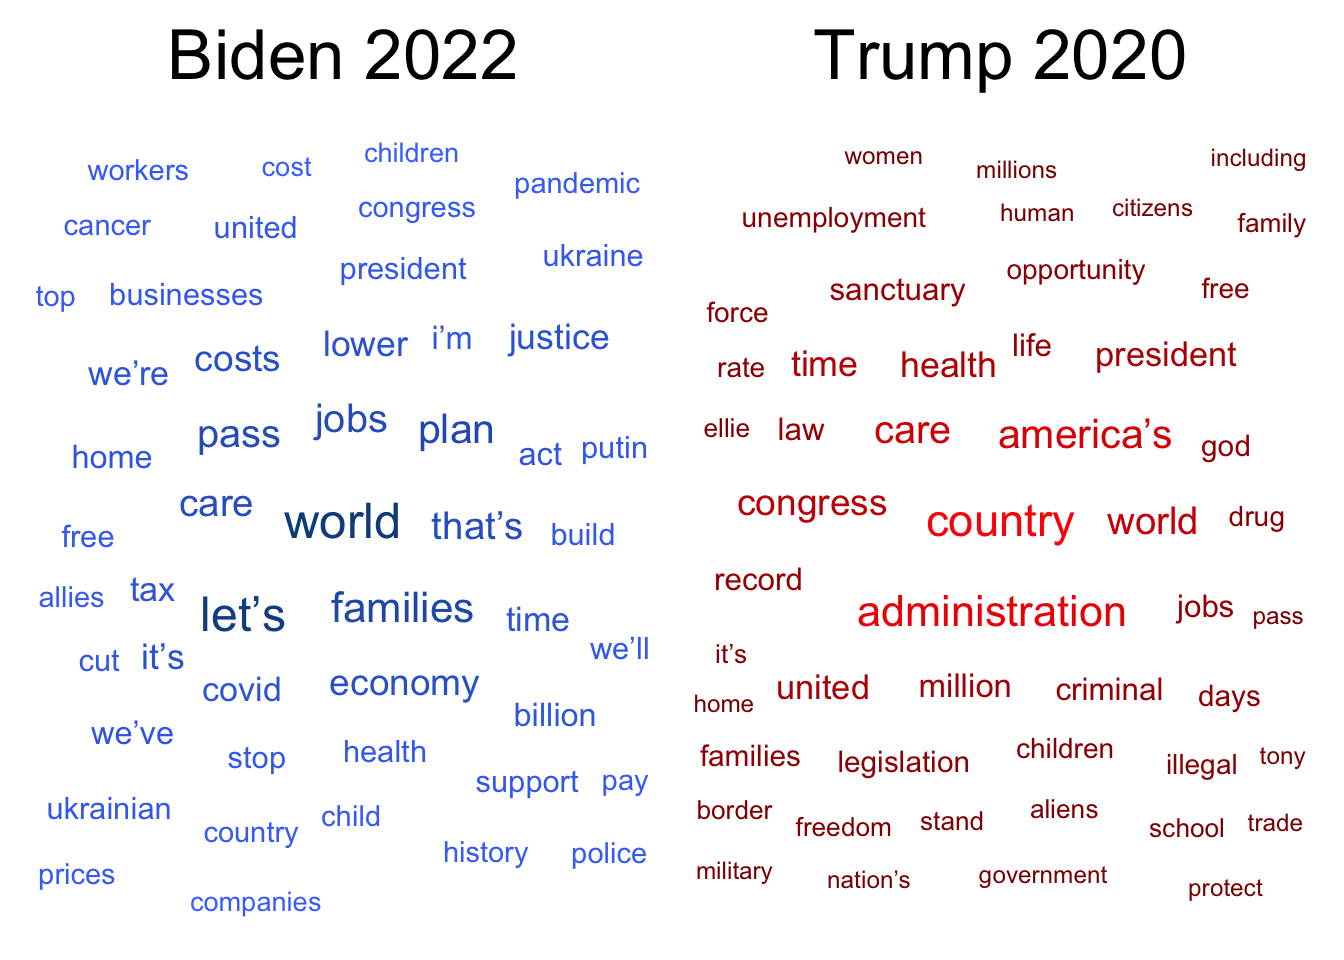 Biden 2022
workers
cost
children
pandemic
cancer
united
congress
president
ukraine
top
businesses
we’re
costs
lower
i’m
justice
home
pass
jobs
plan
act
putin
care
world
that’s
build
free
allies
tax
let’s
families
time
we’ll
cut
it’s
covid
economy
billion
we’ve
stop
health
support
pay
ukrainian
country
child
history
police
prices
companies
Trump 2020
women
millions
including
unemployment
human
citizens
family
sanctuary
opportunity
free
force
rate
time
health
life
president
ellie
law
care
america’s
god
congress
country
world
drug
record
administration
jobs
pass
it’s
home
united
million
criminal
days
families
legislation
children
illegal
tony
border
freedom
stand
aliens
school
trade
military
nation’s
government
protect